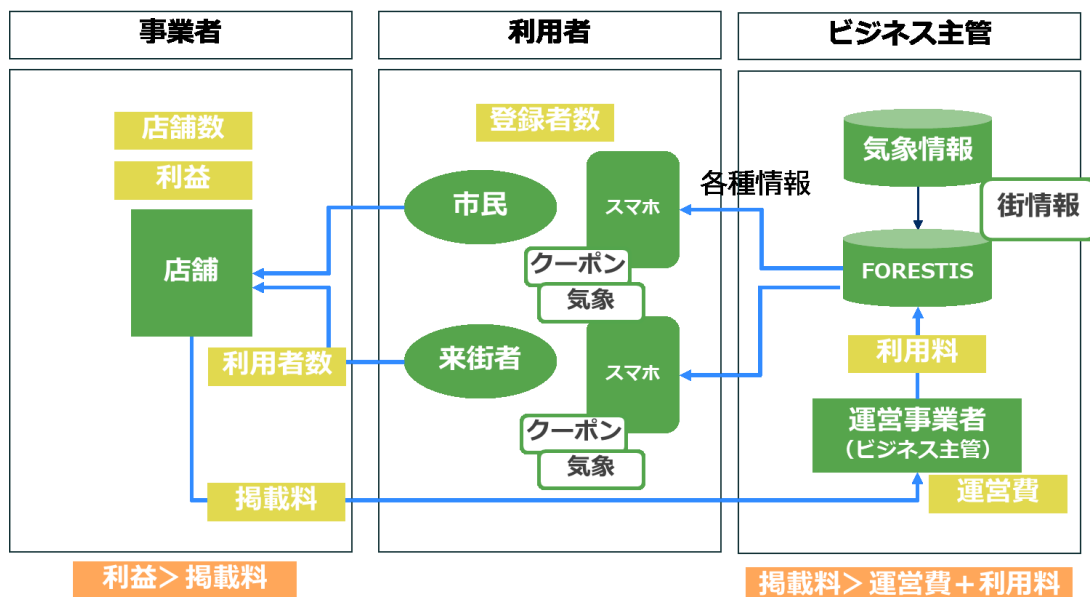 事業者
利用者
ビジネス主管
店舗数
利益
店舗
利用者数
掲載料
利益＞掲載料
登録者数
市民
スマホ
クーポン
気象
来街者
スマホ
クーポン
気象
各種情報
気象情報
街情報
FORESTIS
利用料
運営事業者
（ビジネス主管）
運営費
掲載料＞運営費＋利用料